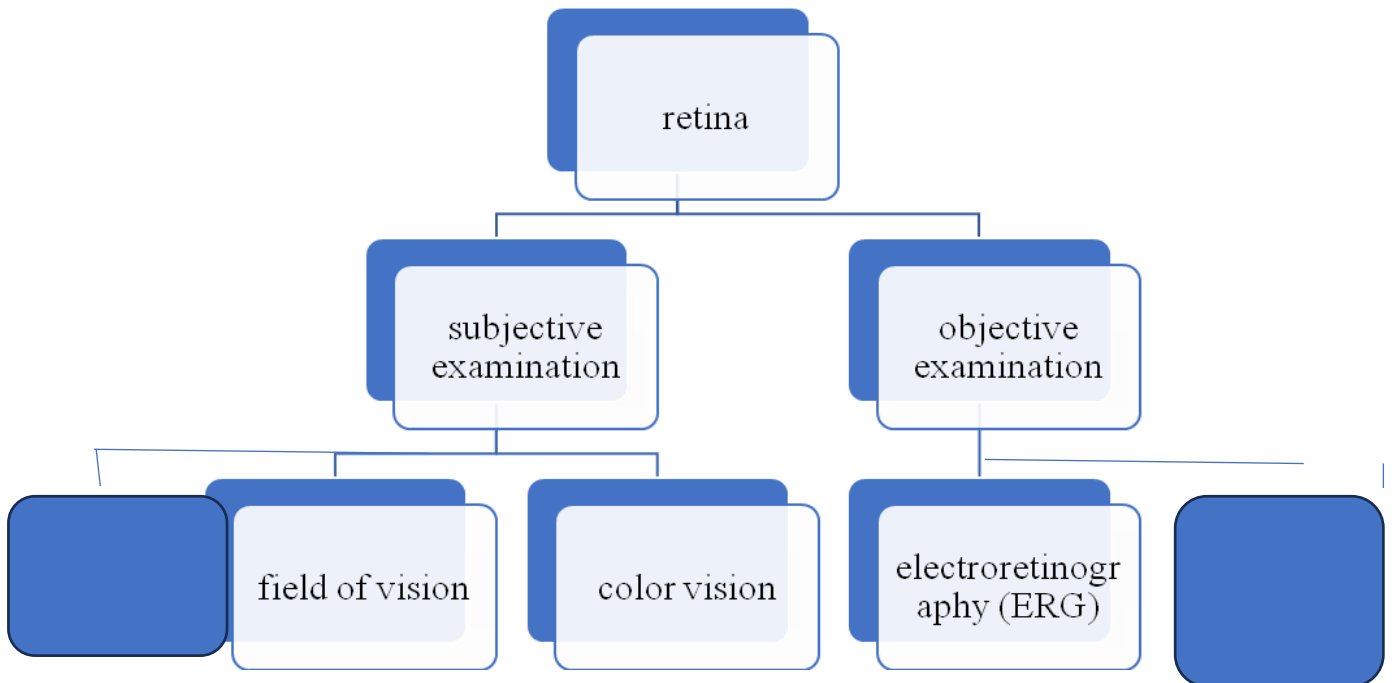 retina
subjective
examination
objective
examination
field of vision
color vision
electroretinogr
aphy (ERG)